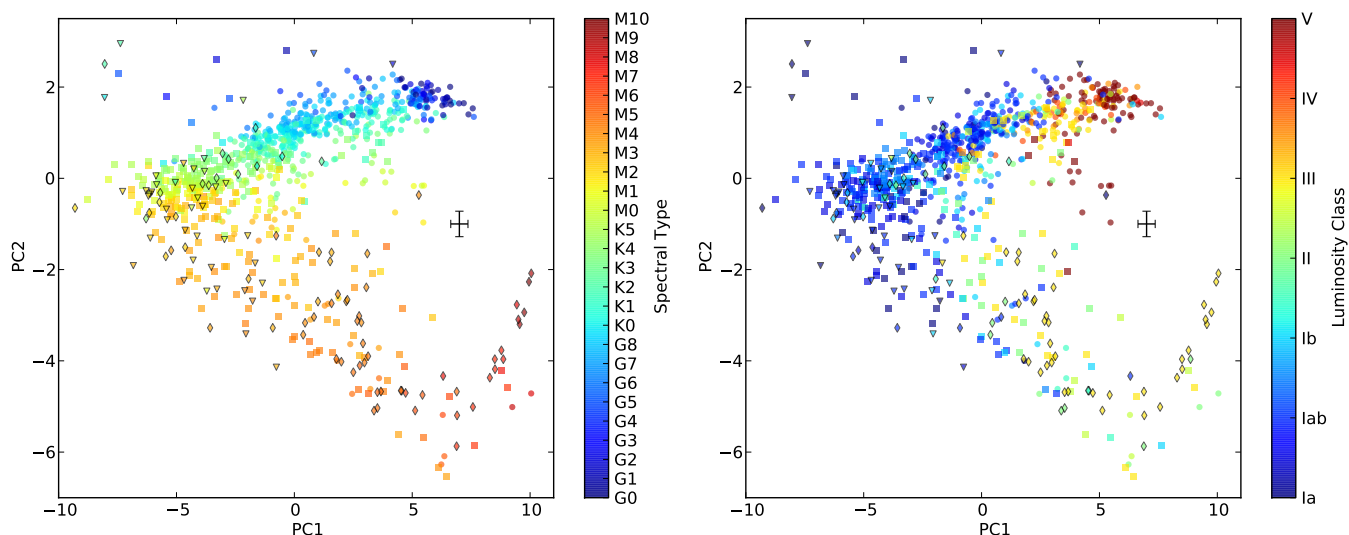 −10 −5 0 5 10
PC1
2
0
−2
−4
−6
PC2
M10
M9
M8
M7
M6
M5
M4
M3
M2
M1
M0
K5
K4
K3
K2
K1
K0
G8
G7
G6
G5
G4
G3
G2
G1
G0
Spectral Type
−10 −5 0 5 10
PC1
2
0
−2
−4
−6
PC2
V
IV
III
II
Ib
Iab
Ia
Luminosity Class